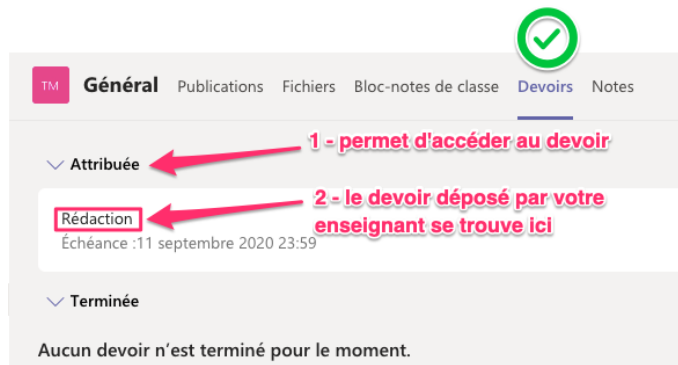 TM Général Publications Fichiers Bloc-notes de classe Devoirs Notes
1 - permet d'accéder au devoir
Attribuée
2 - le devoir déposé par votre
enseignant se trouve ici
Rédaction
Échéance :11 septembre 2020 23:59
Terminée
Aucun devoir n'est terminé pour le moment.